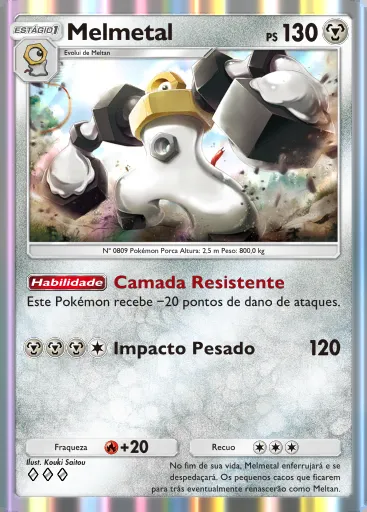 ESTÁGIO 1
Melmetal
PS 130
Evolui de Meltan
Nº 0809 Pokémon Porca Altura: 2,5 m Peso: 800,0 kg
Habilidade Camada Resistente
Este Pokémon recebe −20 pontos de dano de ataques.
Impacto Pesado 120
Fraqueza +20 Recuo
Ilust. Kouki Saitou
No fim de sua vida, Melmetal enferrujará e se
despedaçará. Os pequenos cacos que ficarem
para trás eventualmente renascerão como Meltan.